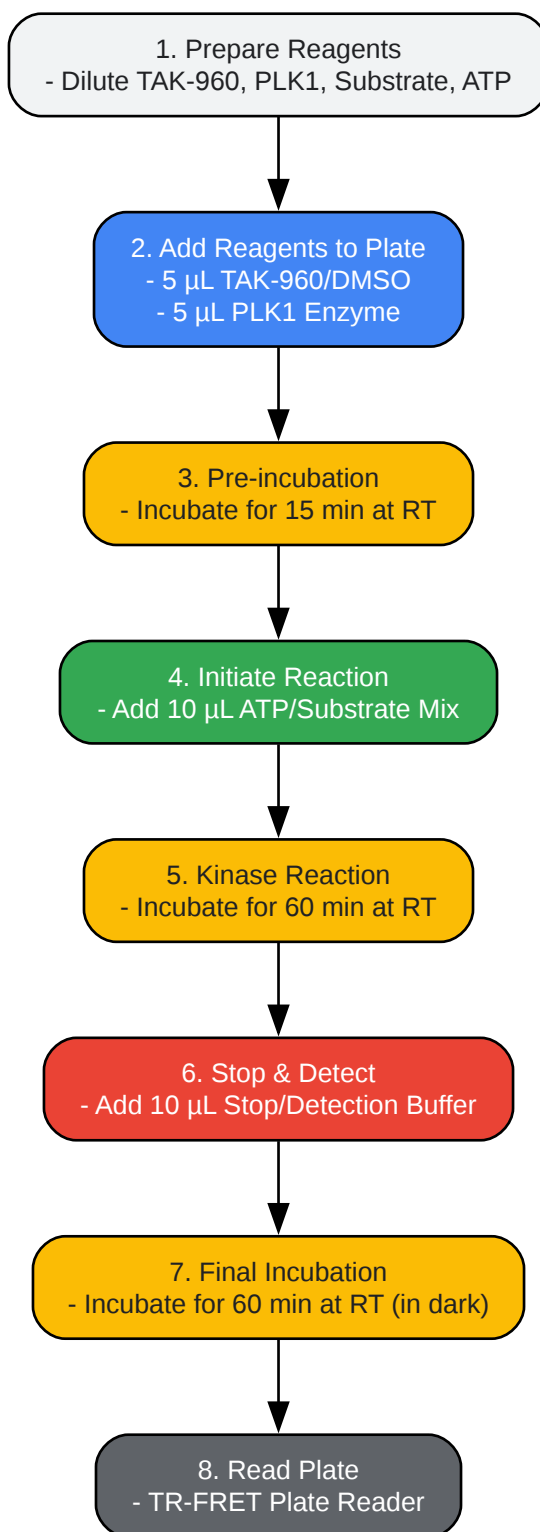 1. Prepare Reagents
- Dilute TAK-960, PLK1, Substrate, ATP
2. Add Reagents to Plate
- 5 µL TAK-960/DMSO
- 5 µL PLK1 Enzyme
3. Pre-incubation
- Incubate for 15 min at RT
4. Initiate Reaction
- Add 10 µL ATP/Substrate Mix
5. Kinase Reaction
- Incubate for 60 min at RT
6. Stop & Detect
- Add 10 µL Stop/Detection Buffer
7. Final Incubation
- Incubate for 60 min at RT (in dark)
8. Read Plate
- TR-FRET Plate Reader